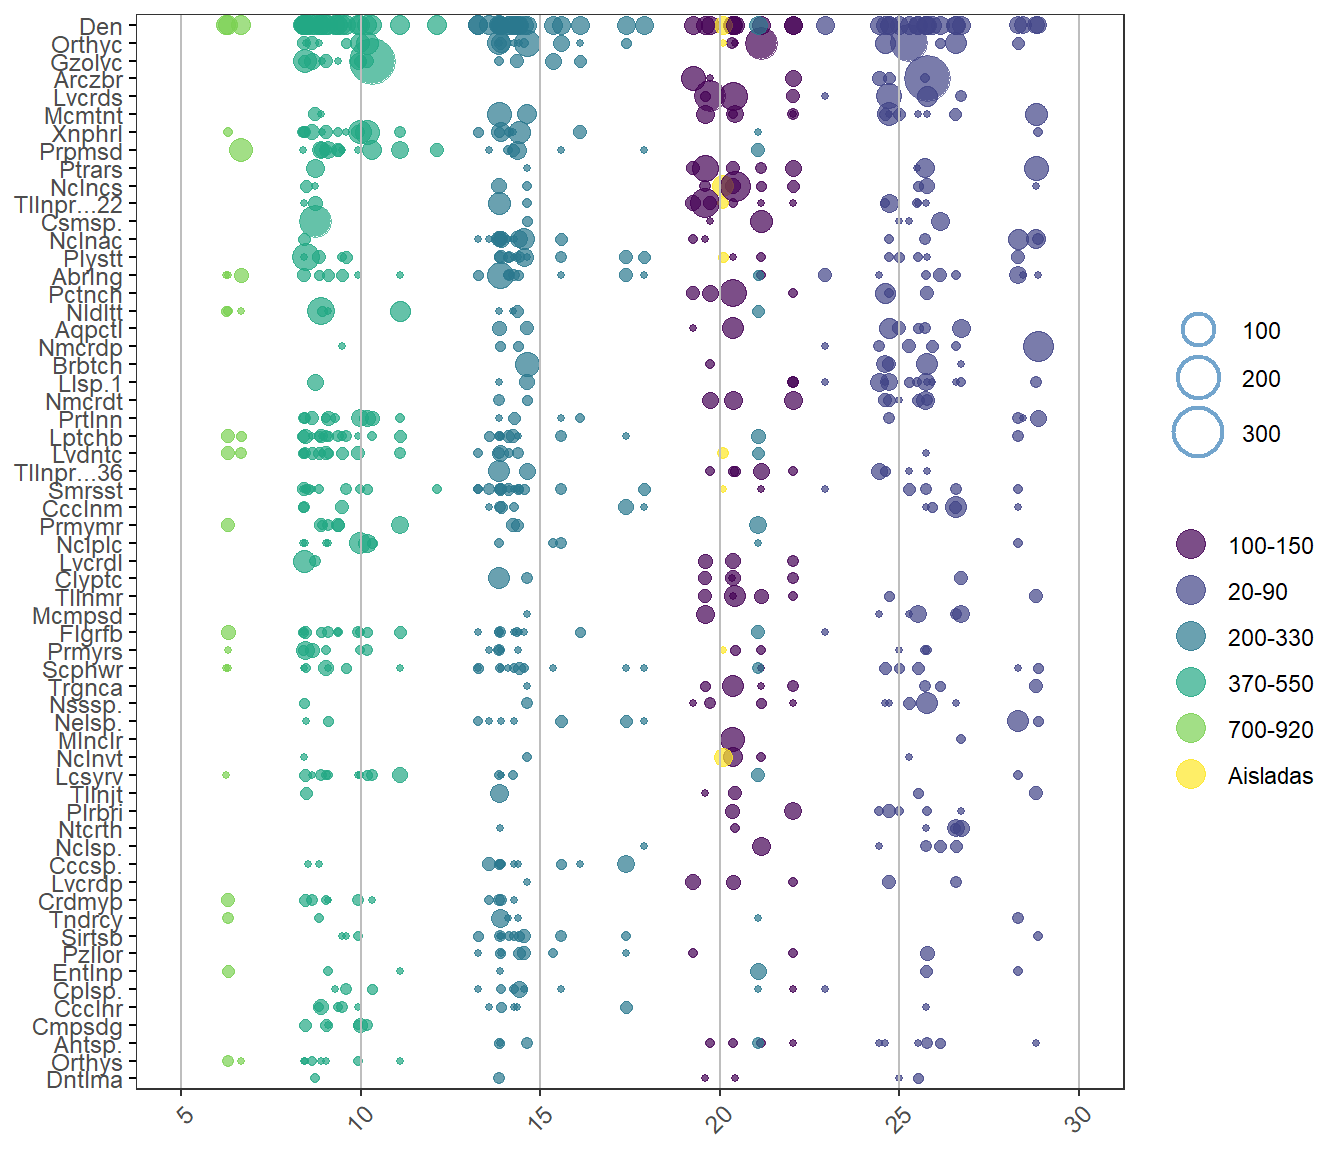 Den
Orthyc
Gzolyc
Arczbr
Lvcrds
Mcmtnt
Xnphrl
Prpmsd
Ptrars
Nclncs
Tllnpr...22
Csmsp.
Nclnac
Plystt
Abrlng
Pctnch
Nldltt
Aqpctl
Nmcrdp
Brbtch
Llsp.1
Nmcrdt
Prtlnn
Lptchb
Lvdntc
Tllnpr...36
Smrsst
Ccclnm
Prmymr
Nclplc
Lvcrdl
Clyptc
Tllnmr
Mcmpsd
Flgrfb
Prmyrs
Scphwr
Trgnca
Nsssp.
Nelsp.
Mlnclr
Nclnvt
Lcsyrv
Tllnjt
Plrbri
Ntcrth
Nclsp.
Cccsp.
Lvcrdp
Crdmyp
Tndrcy
Sirtsb
Pzllor
Entlnp
Cplsp.
Ccclnr
Cmpsdg
Ahtsp.
Orthys
Dntlma
5
10
15
20
25
30
100
200
300
100-150
20-90
200-330
370-550
700-920
Aisladas